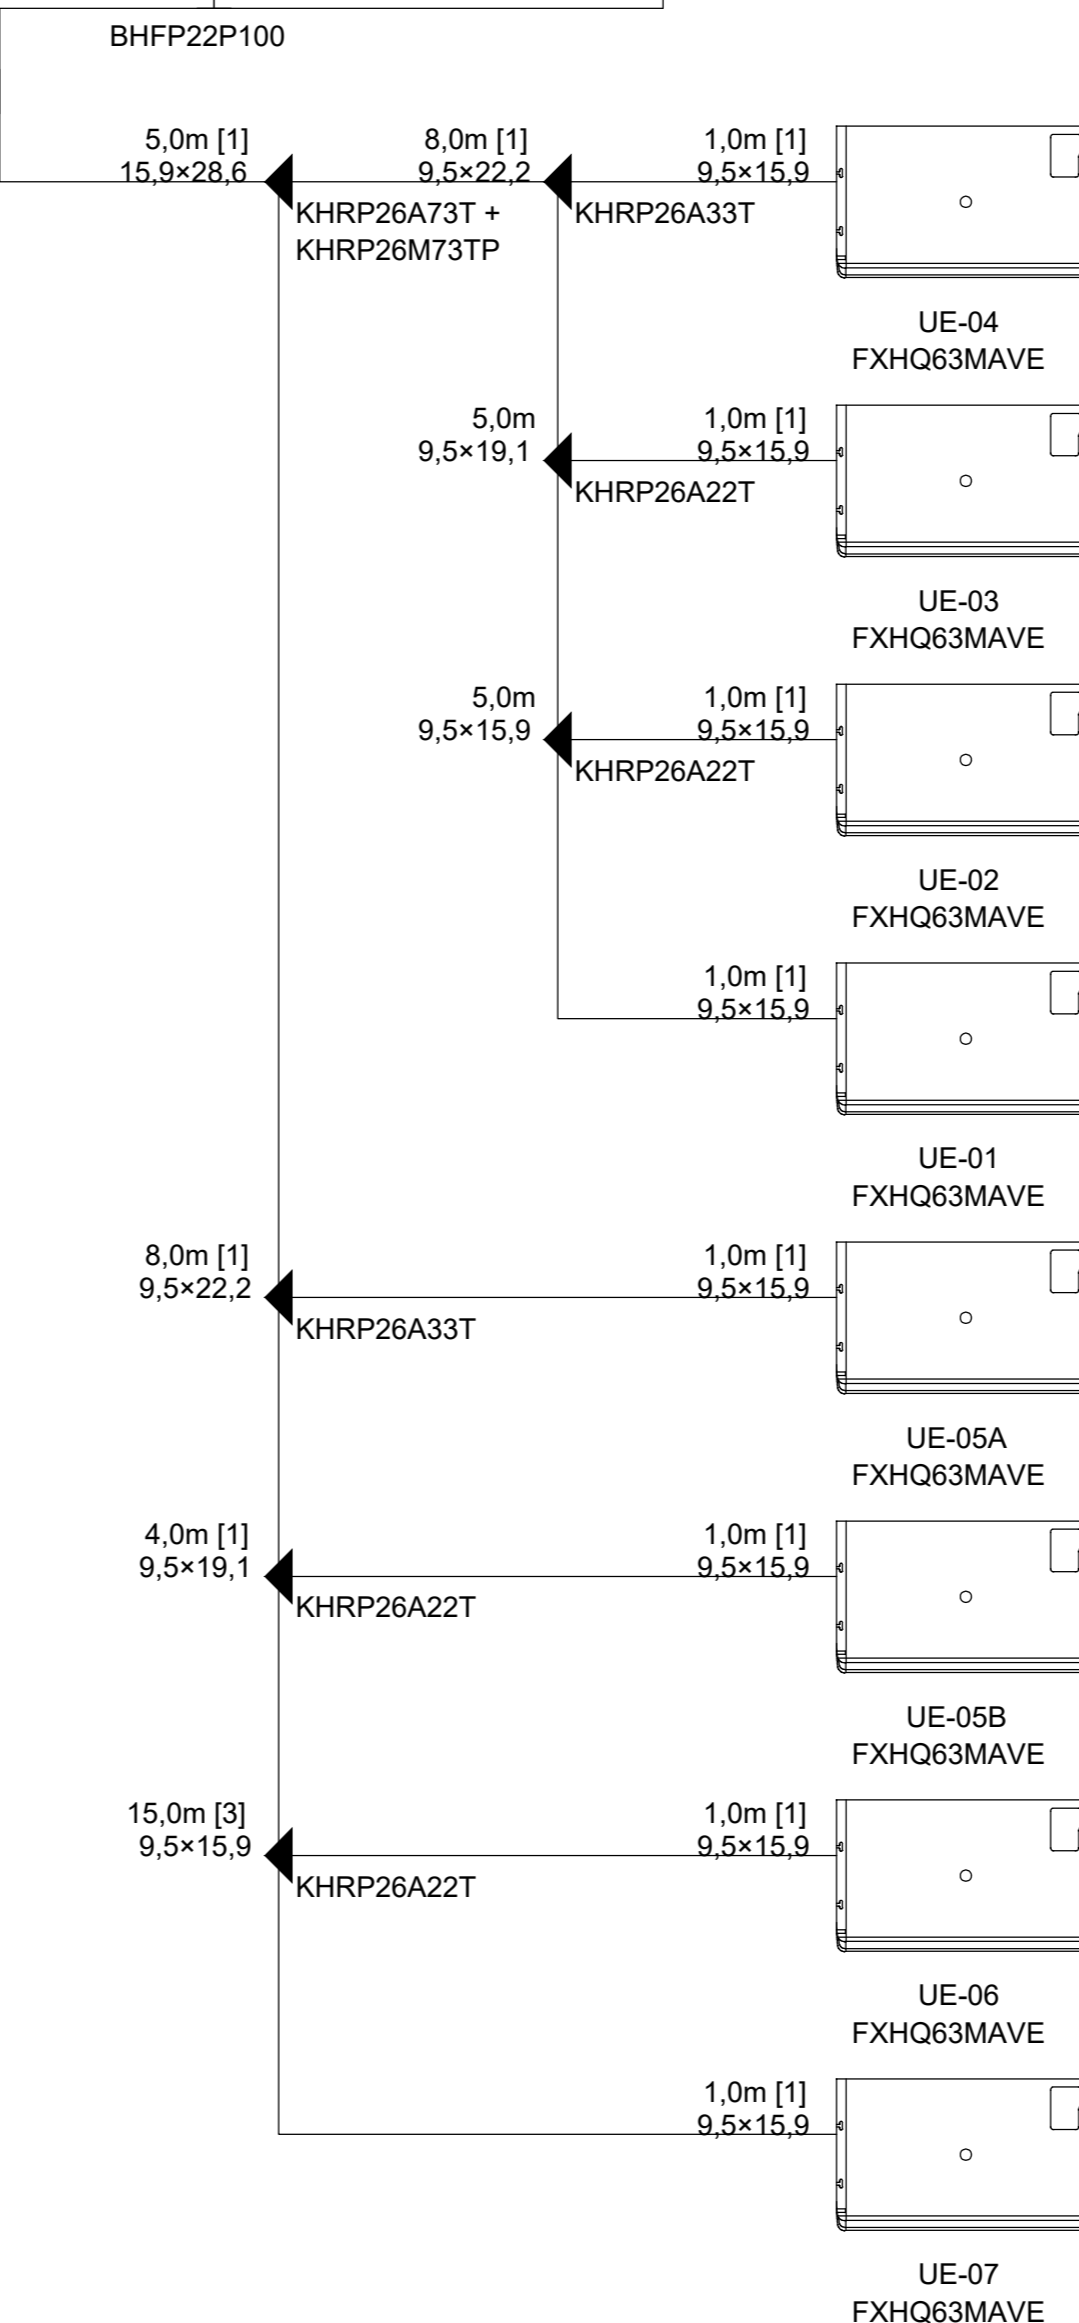 BHFP22P100
5,0m [1]
15,9×28,6
8,0m [1]
9,5×22,2
1,0m [1]
9,5×15,9
KHRP26A73T +
KHRP26M73TP
KHRP26A33T
UE-04
FXHQ63MAVE
5,0m
9,5×19,1
1,0m [1]
9,5×15,9
KHRP26A22T
UE-03
FXHQ63MAVE
5,0m
9,5×15,9
1,0m [1]
9,5×15,9
KHRP26A22T
UE-02
FXHQ63MAVE
1,0m [1]
9,5×15,9
UE-01
FXHQ63MAVE
8,0m [1]
9,5×22,2
1,0m [1]
9,5×15,9
KHRP26A33T
UE-05A
FXHQ63MAVE
4,0m [1]
9,5×19,1
1,0m [1]
9,5×15,9
KHRP26A22T
UE-05B
FXHQ63MAVE
15,0m [3]
9,5×15,9
1,0m [1]
9,5×15,9
KHRP26A22T
UE-06
FXHQ63MAVE
1,0m [1]
9,5×15,9
UE-07
FXHQ63MAVE